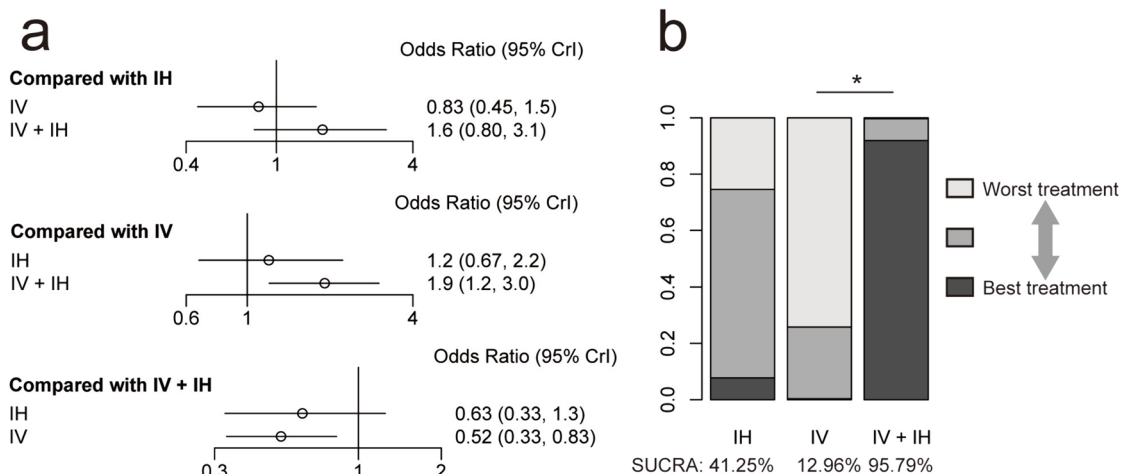 a
Odds Ratio (95% CrI)
Compared with IH
IV 0.83 (0.45, 1.5)
IV + IH 1.6 (0.80, 3.1)
0.4 1 4
Odds Ratio (95% CrI)
Compared with IV
IH 1.2 (0.67, 2.2)
IV + IH 1.9 (1.2, 3.0)
0.6 1 4
Odds Ratio (95% CrI)
Compared with IV + IH
IH 0.63 (0.33, 1.3)
IV 0.52 (0.33, 0.83)
0.3 1 2
b
*
1.0
0.8
0.6
0.4
0.2
0.0
Worst treatment
Best treatment
IH IV IV + IH
SUCRA: 41.25% 12.96% 95.79%